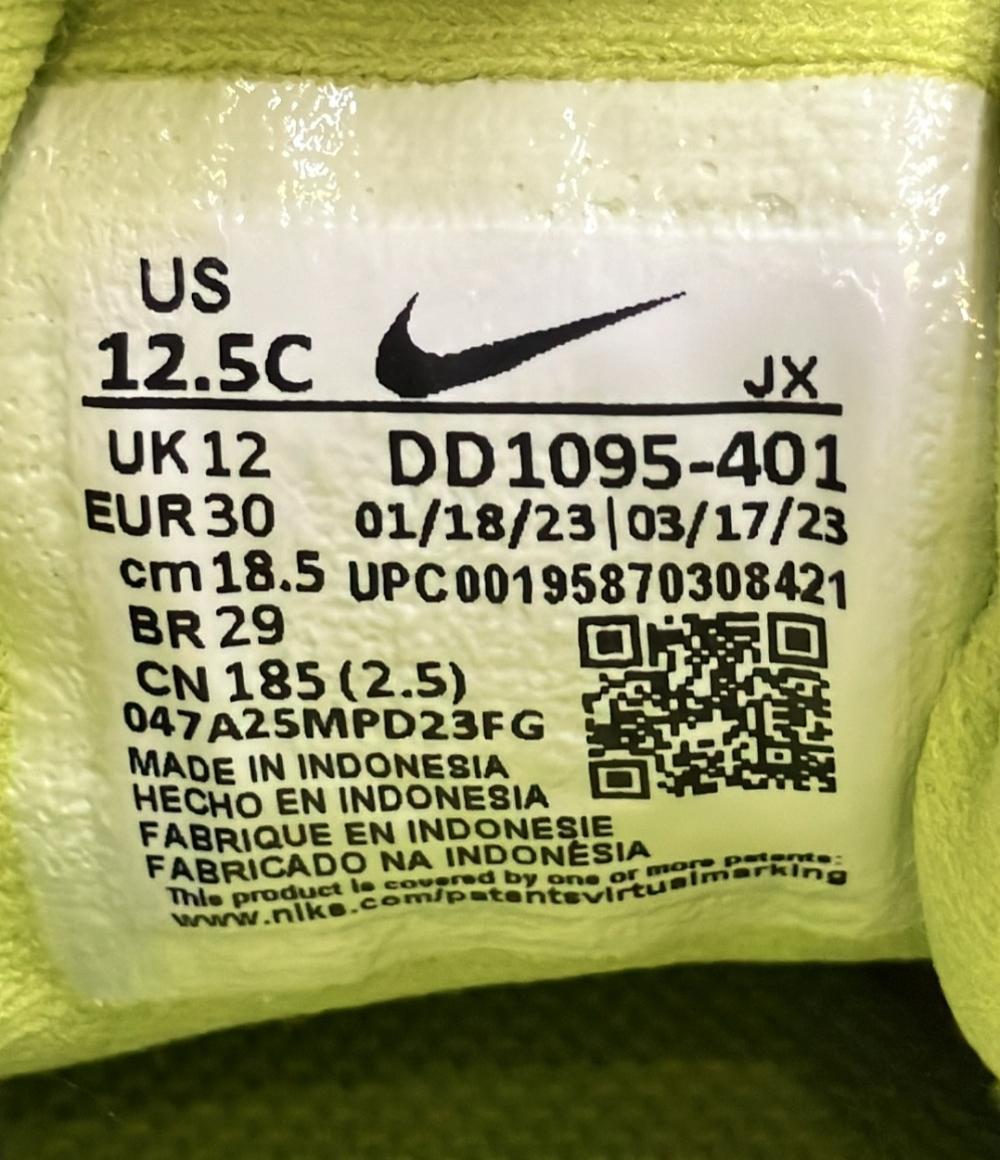 US
12.5C
JX
UK 12 DD1095-401
EUR 30 01/18/23|03/17/23
cm 18.5 UPC 00195870308421
BR 29
CN 185 (2.5)
047A25MPD23FG
MADE IN INDONESIA
HECHO EN INDONESIA
FABRIQUE EN INDONESIE
FABRICADO NA INDONÉSIA
This product is covered by one or more patents:
www.nike.com/patentsvirtualmarking